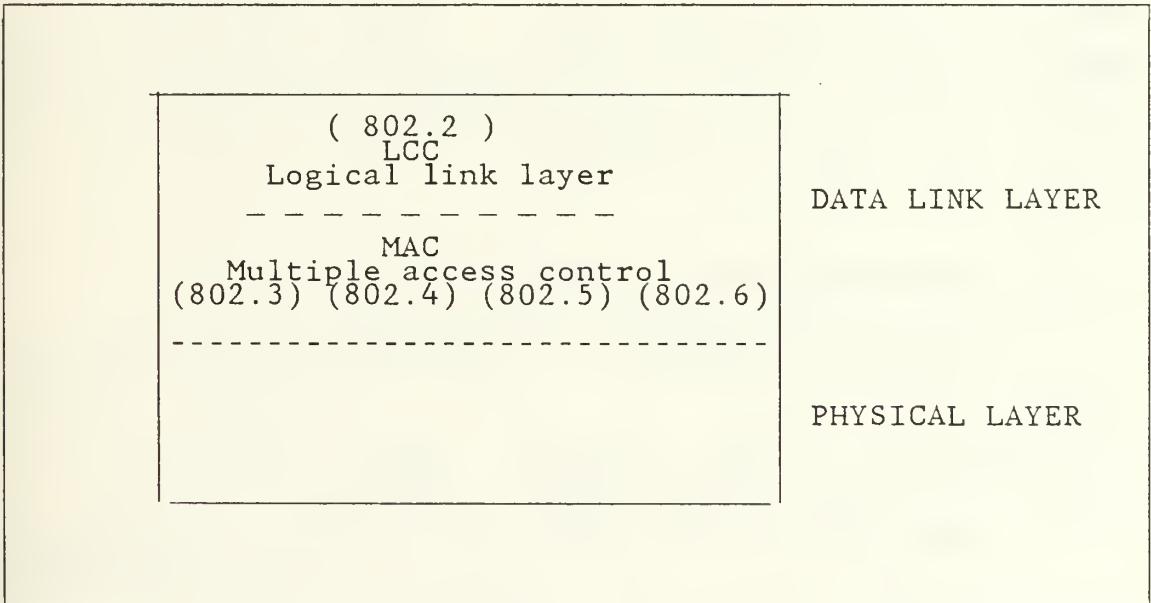 ( 802.2 )
LCC
Logical link layer
DATA LINK LAYER
MAC
Multiple access control
(802.3) (802.4) (802.5) (802.6)
PHYSICAL LAYER